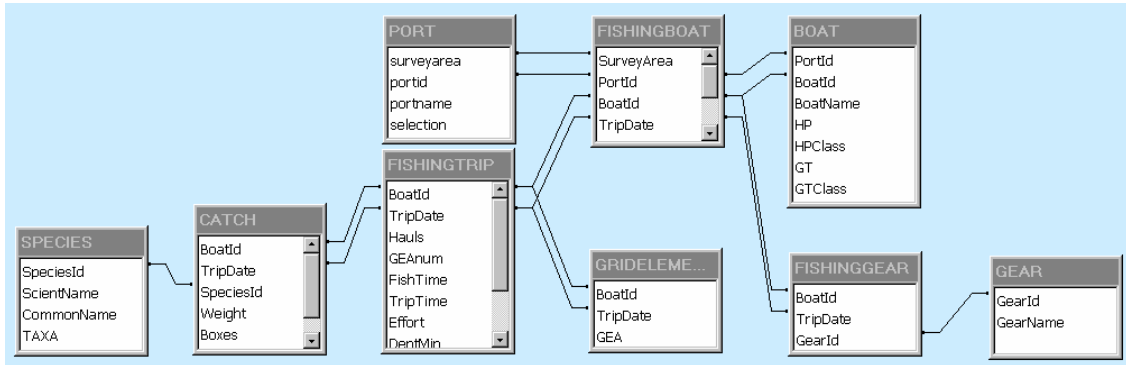 PORT
surveyarea
portid
portname
selection
FISHINGBOAT
SurveyArea
PortId
BoatId
TripDate
BOAT
PortId
BoatId
BoatName
HP
HPClass
GT
GTClass
FISHINGTRIP
BoatId
TripDate
Hauls
GEAnum
FishTime
TripTime
Effort
DentMin
CATCH
BoatId
TripDate
SpeciesId
Weight
Boxes
SPECIES
SpeciesId
ScientName
CommonName
TAXA
GRIDELEME...
BoatId
TripDate
GEA
FISHINGGEAR
BoatId
TripDate
GearId
GEAR
GearId
GearName